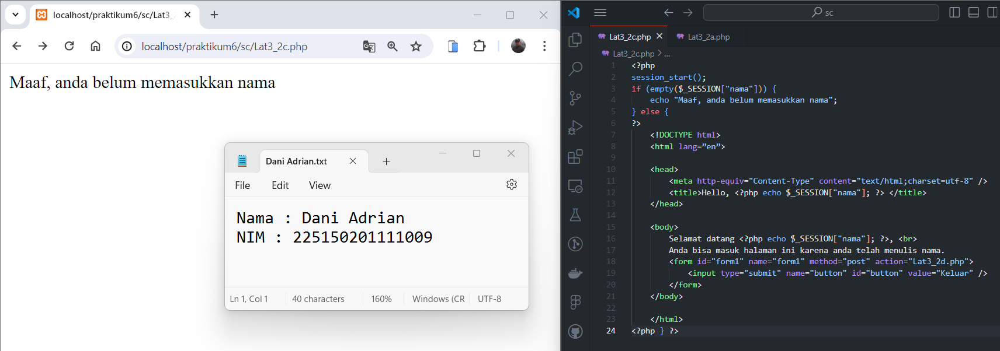 localhost/praktikum6/sc/Lat3_2
localhost/praktikum6/sc/Lat3_2c.php
Maaf, anda belum memasukkan nama
Dani Adrian.txt
File Edit View
Nama : Dani Adrian
NIM : 225150201111009
Ln 1, Col 1 40 characters 160% Windows (CR UTF-8
sc
Lat3_2c.php Lat3_2a.php
Lat3_2c.php > ...
1 <?php
2 session_start();
3 if (empty($_SESSION["nama"])) {
4     echo "Maaf, anda belum memasukkan nama";
5 } else {
6 ?>
7     <!DOCTYPE html>
8     <html lang=”en”>
9
10     <head>
11         <meta http-equiv="Content-Type" content="text/html;charset=utf-8" />
12         <title>Hello, <?php echo $_SESSION["nama"]; ?> </title>
13     </head>
14
15     <body>
16         Selamat datang <?php echo $_SESSION["nama"]; ?>, <br>
17         Anda bisa masuk halaman ini karena anda telah menulis nama.
18         <form id="form1" name="form1" method="post" action="Lat3_2d.php">
19             <input type="submit" name="button" id="button" value="Keluar" />
20         </form>
21     </body>
22
23     </html>
24 <?php } ?>